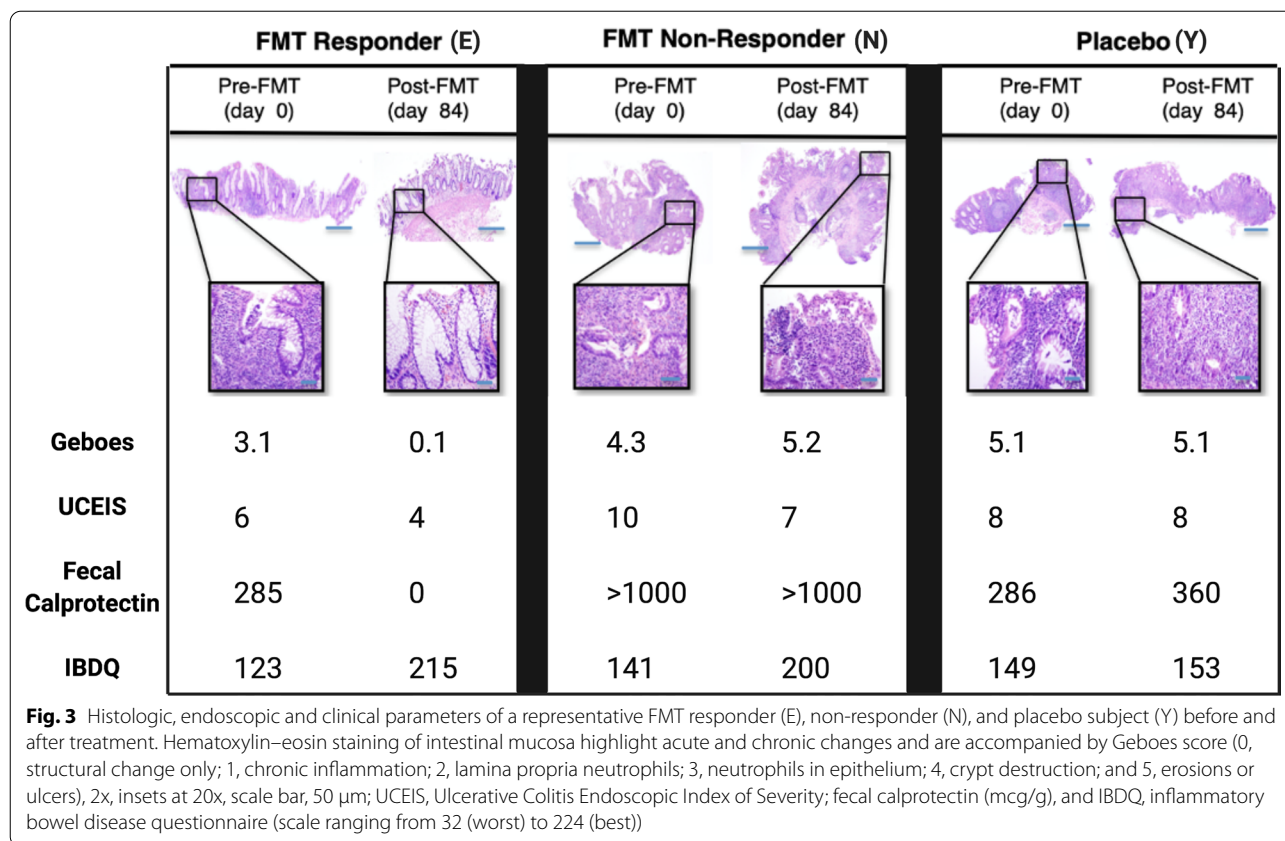 FMT Responder (E) FMT Non-Responder (N) Placebo (Y)
Pre-FMT Post-FMT Pre-FMT Post-FMT Pre-FMT Post-FMT
(day 0) (day 84) (day 0) (day 84) (day 0) (day 84)
Geboes 3.1 0.1 4.3 5.2 5.1 5.1
UCEIS 6 4 10 7 8 8
Fecal
Calprotectin 285 0 >1000 >1000 286 360
IBDQ 123 215 141 200 149 153
Fig. 3 Histologic, endoscopic and clinical parameters of a representative FMT responder (E), non-responder (N), and placebo subject (Y) before and
after treatment. Hematoxylin–eosin staining of intestinal mucosa highlight acute and chronic changes and are accompanied by Geboes score (0,
structural change only; 1, chronic inflammation; 2, lamina propria neutrophils; 3, neutrophils in epithelium; 4, crypt destruction; and 5, erosions or
ulcers), 2x, insets at 20x, scale bar, 50 µm; UCEIS, Ulcerative Colitis Endoscopic Index of Severity; fecal calprotectin (mcg/g), and IBDQ, inflammatory
bowel disease questionnaire (scale ranging from 32 (worst) to 224 (best))